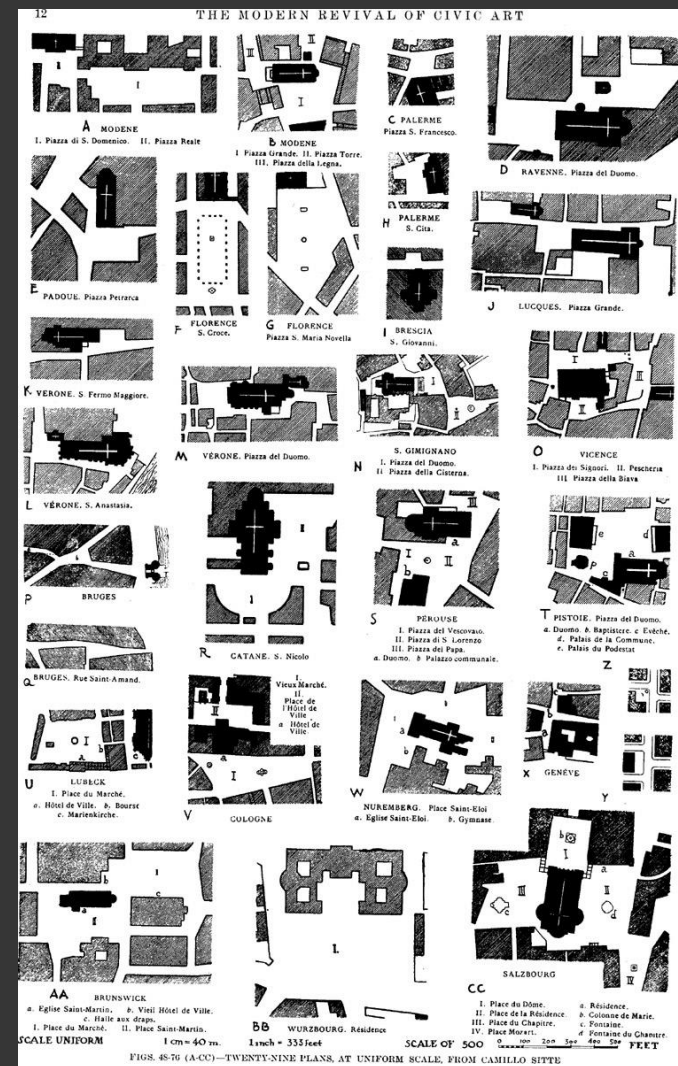 12
THE MODERN REVIVAL OF CIVIC ART
A MODENE
I. Piazza di S. Domenico. II. Piazza Reale
B MODENE
I Piazza Grande. II. Piazza Torre.
III. Piazza della Legna.
C PALERME
Piazza S. Francesco.
D RAVENNE. Piazza del Duomo.
E PADOUE. Piazza Petrarca
F FLORENCE
S. Croce.
G FLORENCE
Piazza S. Maria Novella
H PALERME
S. Cita.
I BRESCIA
S. Giovanni.
J LUCQUES. Piazza Grande.
K VERONE. S. Fermo Maggiore.
L VÉRONE. S. Anastasia.
M VÉRONE. Piazza del Duomo.
N S. GIMIGNANO
I. Piazza del Duomo.
II Piazza della Cisterna.
O VICENCE
I. Piazza dei Signori. II. Pescheria
III Piazza della Biava
P BRUGES
Q BRUGES. Rue Saint-Amand.
R CATANE. S. Nicolo
S PÉROUSE
I. Piazza del Vescovato.
II. Piazza di S. Lorenzo
III. Piazza dei Papa.
a. Duomo. b Palazzo communale.
T PISTOIE. Piazza del Duomo.
a. Duomo. b. Baptistere. c Evêché.
d. Palais de la Commune.
e. Palais du Podestat
Z
U LUBECK
I. Place du Marché.
a. Hôtel de Ville. b. Bourse
c. Marienkirche.
I.
Vieux Marché.
II.
Place de
l'Hôtel de
Ville
a Hôtel de
Ville
V COLOGNE
W
NUREMBERG. Place Saint-Eloi
a. Eglise Saint-Eloi. b. Gymnase.
X GENÉVE
Y
AA BRUNSWICK
a. Eglise Saint-Martin. b. Vieil Hôtel de Ville.
c. Halle aux draps.
I. Place du Marché. II. Place Saint-Martin.
BB WURZBOURG. Résidence
CC SALZBOURG
I. Place du Dôme. a. Résidence.
II. Place de la Résidence. b. Colonne de Marie.
III. Place du Chapitre. c. Fontaine.
IV. Place Mozart. d Fontaine du Chapitre.
SCALE UNIFORM 1 cm = 40 m. 1 inch = 333 feet SCALE OF 500 0 100 200 300 400 500 FEET
FIGS. 48-76 (A-CC)—TWENTY-NINE PLANS, AT UNIFORM SCALE, FROM CAMILLO SITTE